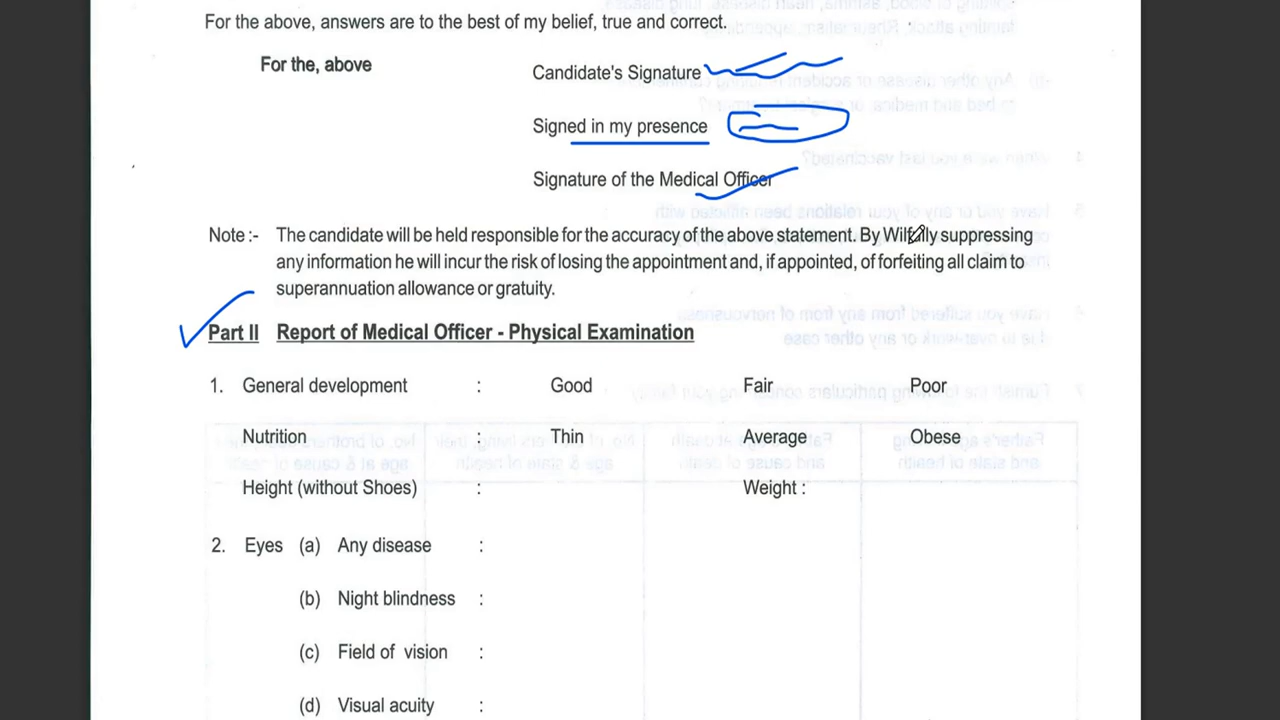 For the above, answers are to the best of my belief, true and correct.
For the, above
Candidate's Signature
Signed in my presence
Signature of the Medical Officer
Note :- The candidate will be held responsible for the accuracy of the above statement. By Wilfully suppressing
any information he will incur the risk of losing the appointment and, if appointed, of forfeiting all claim to
superannuation allowance or gratuity.
Part II Report of Medical Officer - Physical Examination
1. General development : Good Fair Poor
Nutrition : Thin Average Obese
Height (without Shoes) : Weight :
2. Eyes (a) Any disease :
(b) Night blindness :
(c) Field of vision :
(d) Visual acuity :